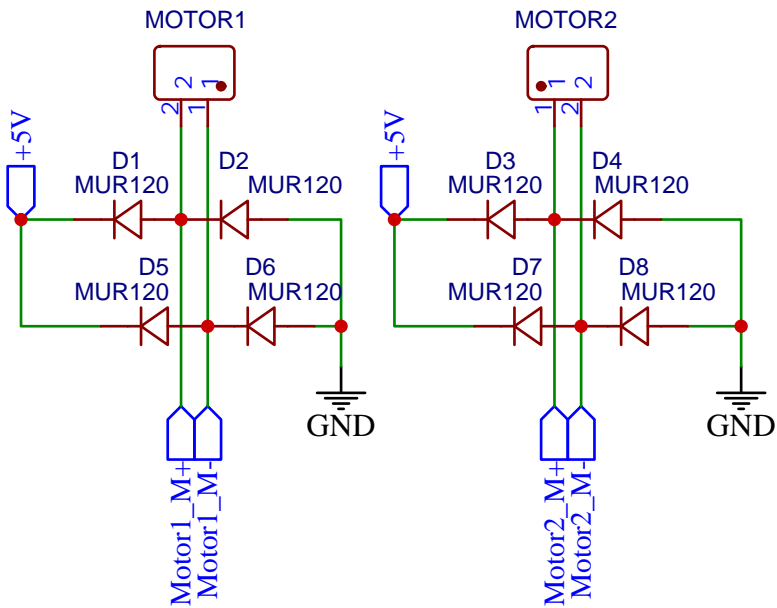 MOTOR1
MOTOR2
2
1
1
2
2
1
1
2
+5V
+5V
D1
D2
D3
D4
MUR120
MUR120
MUR120
MUR120
D5
D6
D7
D8
MUR120
MUR120
MUR120
MUR120
GND
GND
Motor1_M+
Motor1_M-
Motor2_M+
Motor2_M-